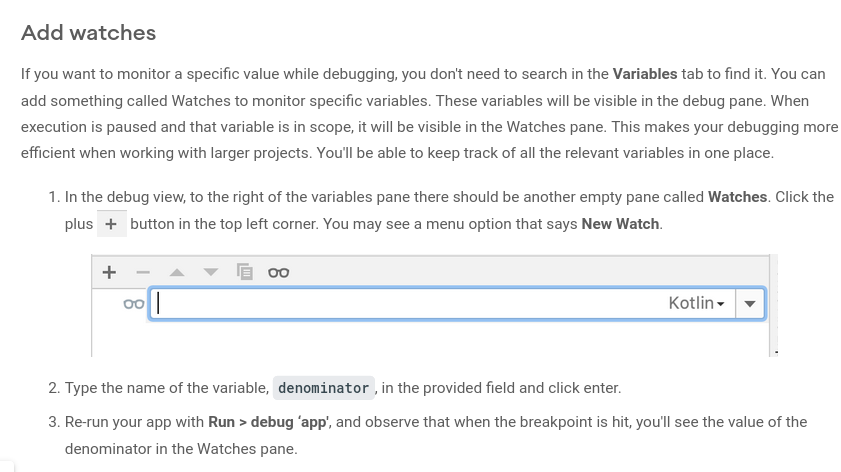 Add watches
If you want to monitor a specific value while debugging, you don't need to search in the Variables tab to find it. You can
add something called Watches to monitor specific variables. These variables will be visible in the debug pane. When
execution is paused and that variable is in scope, it will be visible in the Watches pane. This makes your debugging more
efficient when working with larger projects. You'll be able to keep track of all the relevant variables in one place.
1. In the debug view, to the right of the variables pane there should be another empty pane called Watches. Click the
plus + button in the top left corner. You may see a menu option that says New Watch.
Kotlin
2. Type the name of the variable, denominator , in the provided field and click enter.
3. Re-run your app with Run > debug ‘app’, and observe that when the breakpoint is hit, you'll see the value of the
denominator in the Watches pane.